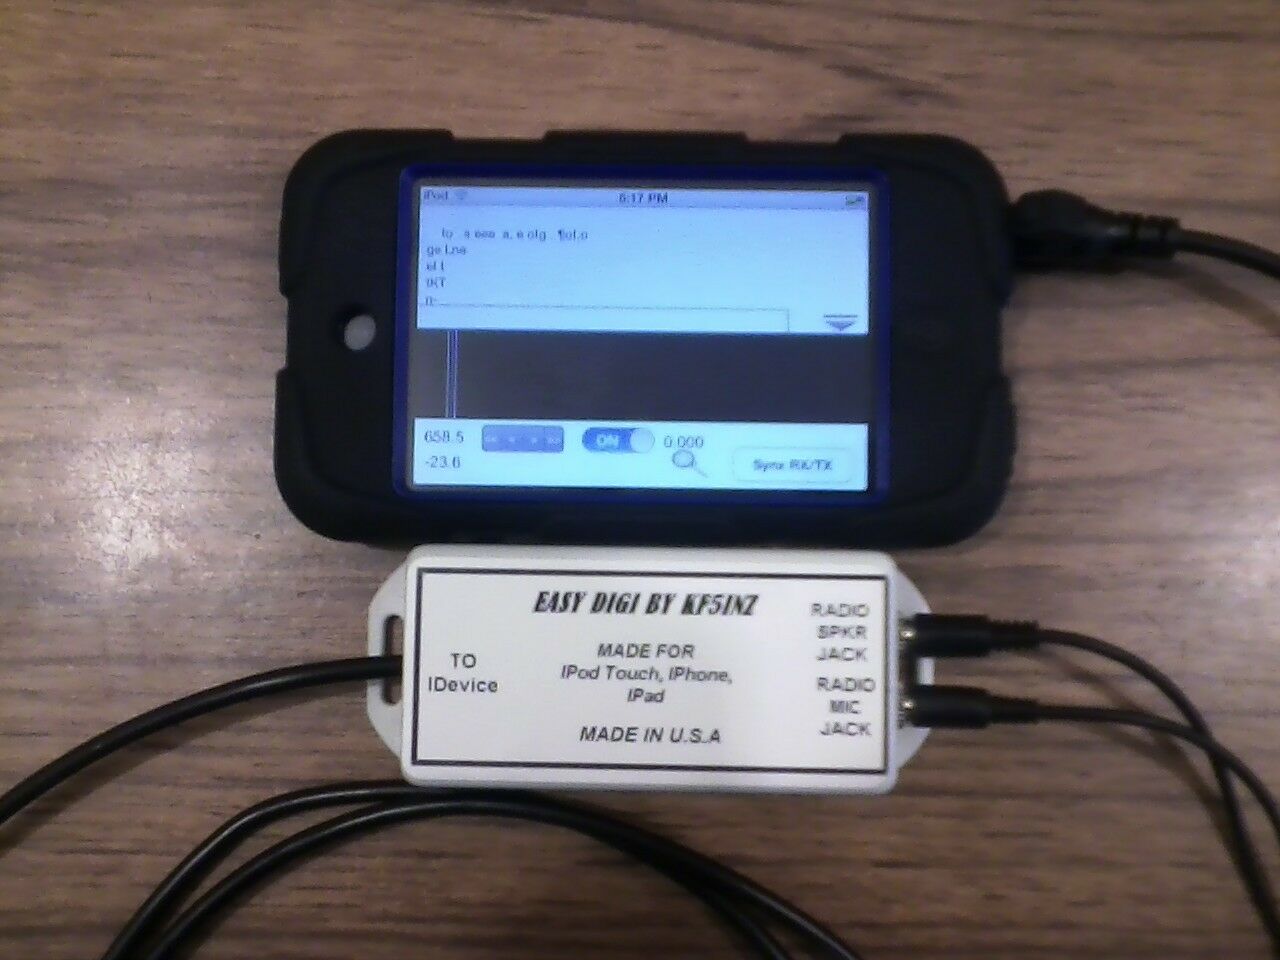 iPod
5:17 PM
658.5
-23.6
ON
0.000
Sync RX/TX
EASY DIGI BY KF5INZ
MADE FOR
IPod Touch, IPhone,
IPad
MADE IN U.S.A
TO
IDevice
RADIO
SPKR
JACK
RADIO
MIC
JACK